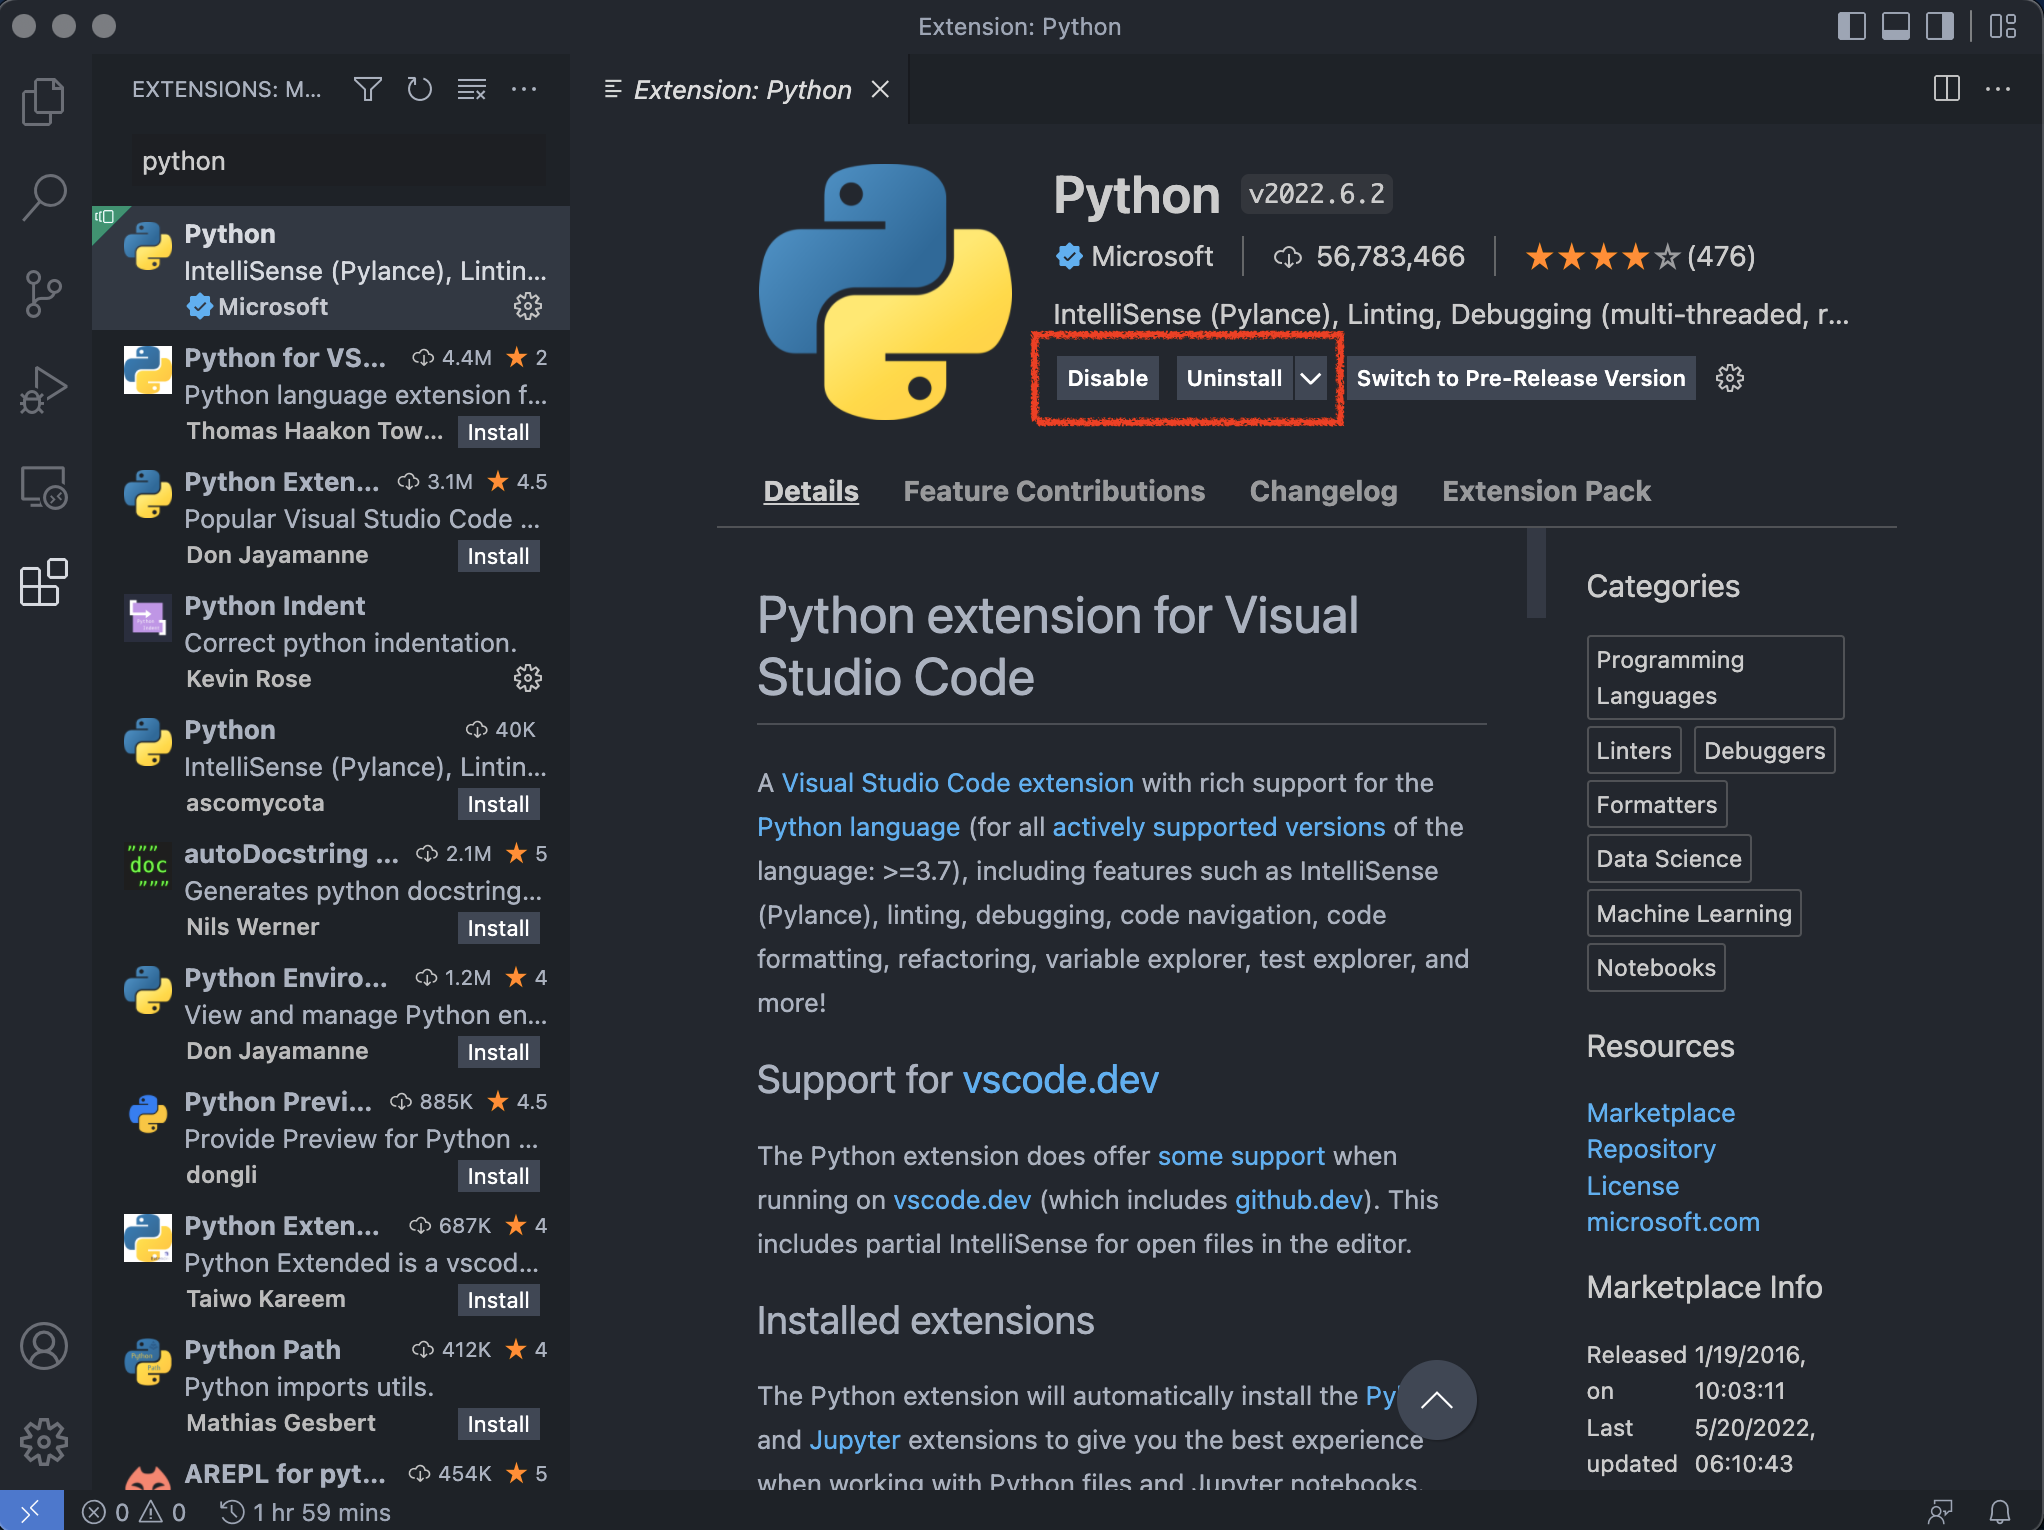 Extension: Python
EXTENSIONS: M...
python
Python
IntelliSense (Pylance), Lintin...
Microsoft
Python for VS... 4.4M 2
Python language extension f...
Thomas Haakon Tow... Install
Python Exten... 3.1M 4.5
Popular Visual Studio Code ...
Don Jayamanne Install
Python Indent
Correct python indentation.
Kevin Rose
Python 40K
IntelliSense (Pylance), Lintin...
ascomycota Install
"""
doc
"""
autoDocstring ... 2.1M 5
Generates python docstring...
Nils Werner Install
Python Enviro... 1.2M 4
View and manage Python en...
Don Jayamanne Install
Python Previ... 885K 4.5
Provide Preview for Python ...
dongli Install
Python Exten... 687K 4
Python Extended is a vscod...
Taiwo Kareem Install
Python Path 412K 4
Python imports utils.
Mathias Gesbert Install
AREPL for pyt... 454K 5
Extension: Python
Python v2022.6.2
Microsoft 56,783,466 (476)
IntelliSense (Pylance), Linting, Debugging (multi-threaded, r...
Disable Uninstall Switch to Pre-Release Version
Details Feature Contributions Changelog Extension Pack
Python extension for Visual
Studio Code
A Visual Studio Code extension with rich support for the
Python language (for all actively supported versions of the
language: >=3.7), including features such as IntelliSense
(Pylance), linting, debugging, code navigation, code
formatting, refactoring, variable explorer, test explorer, and
more!
Support for vscode.dev
The Python extension does offer some support when
running on vscode.dev (which includes github.dev). This
includes partial IntelliSense for open files in the editor.
Installed extensions
The Python extension will automatically install the Py
and Jupyter extensions to give you the best experience
when working with Python files and Jupyter notebooks.
Categories
Programming
Languages
Linters Debuggers
Formatters
Data Science
Machine Learning
Notebooks
Resources
Marketplace
Repository
License
microsoft.com
Marketplace Info
Released 1/19/2016,
on 10:03:11
Last 5/20/2022,
updated 06:10:43
0 0 1 hr 59 mins